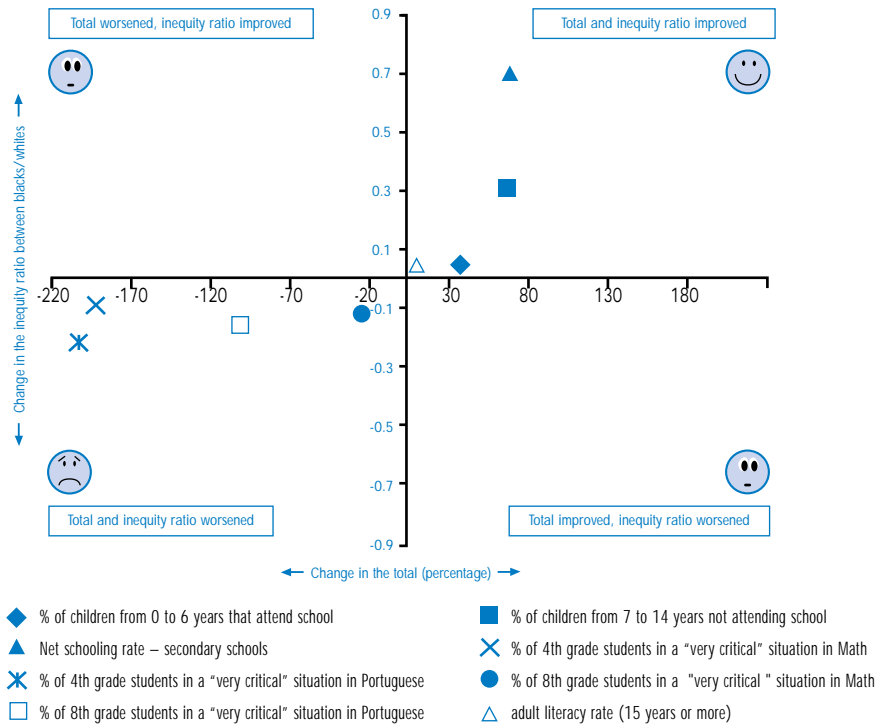 Total worsened, inequity ratio improved
Total and inequity ratio improved
0.9
0.7
0.5
0.3
0.1
-0.1
-0.3
-0.5
-0.7
-0.9
Change in the inequity ratio between blacks/whites
-220 -170 -120 -70 -20 30 80 130 180
Total and inequity ratio worsened
Total improved, inequity ratio worsened
Change in the total (percentage)
% of children from 0 to 6 years that attend school
% of children from 7 to 14 years not attending school
Net schooling rate – secondary schools
% of 4th grade students in a “very critical” situation in Math
% of 4th grade students in a “very critical” situation in Portuguese
% of 8th grade students in a "very critical " situation in Math
% of 8th grade students in a “very critical” situation in Portuguese
adult literacy rate (15 years or more)